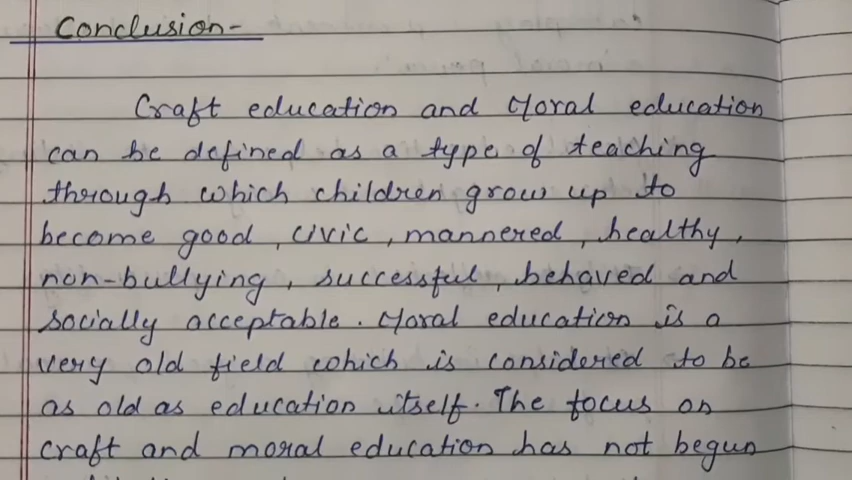 Conclusion-
Craft education and Moral education
can be defined as a type of teaching
through which children grow up to
become good, civic, mannered, healthy,
non-bullying, successful, behaved and
socially acceptable. Moral education is a
very old field which is considered to be
as old as education itself. The focus on
craft and moral education has not begun